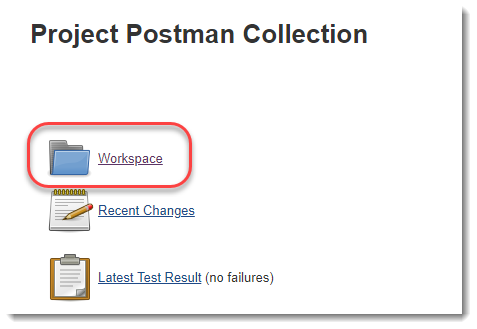 Project Postman Collection
Workspace
Recent Changes
Latest Test Result (no failures)